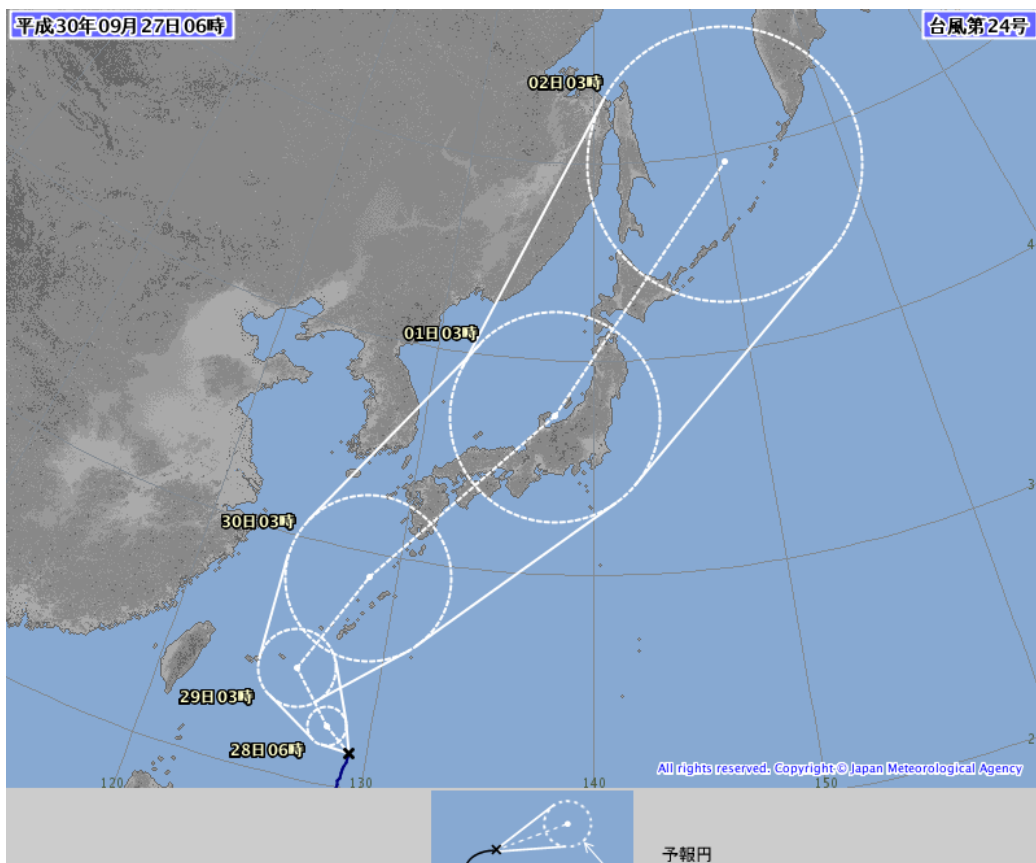 平成30年09月27日06時
台風第24号
02日03時
01日03時
30日03時
29日03時
28日06時
4
3
2
120
130
140
150
All rights reserved. Copyright © Japan Meteorological Agency
予報円